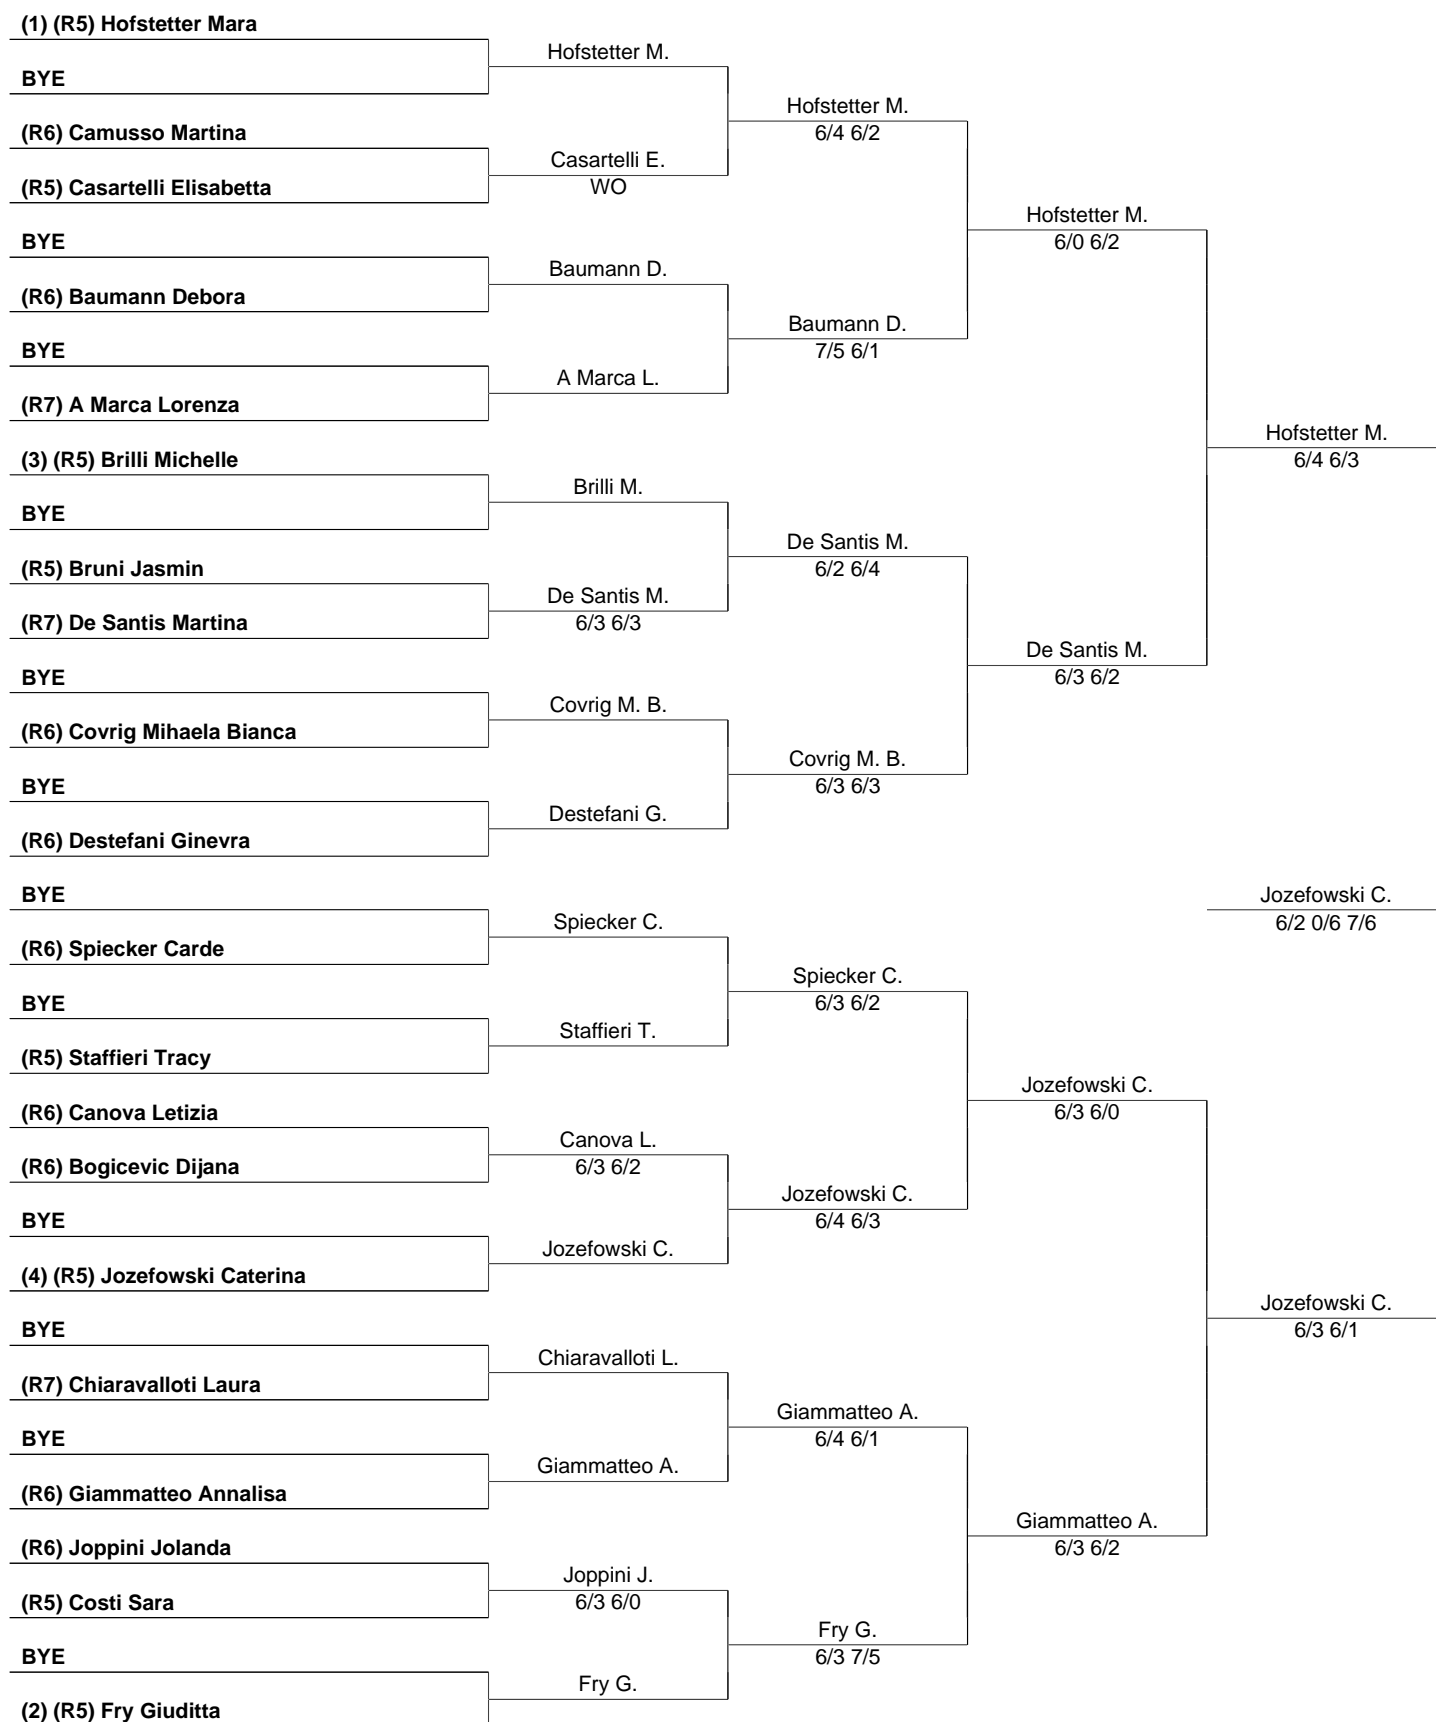 (1) (R5) Hofstetter Mara
Hofstetter M.
BYE
Hofstetter M.
6/4 6/2
(R6) Camusso Martina
Casartelli E.
WO
(R5) Casartelli Elisabetta
Hofstetter M.
6/0 6/2
BYE
Baumann D.
(R6) Baumann Debora
Baumann D.
7/5 6/1
BYE
A Marca L.
(R7) A Marca Lorenza
Hofstetter M.
6/4 6/3
(3) (R5) Brilli Michelle
Brilli M.
BYE
De Santis M.
6/2 6/4
(R5) Bruni Jasmin
De Santis M.
6/3 6/3
(R7) De Santis Martina
De Santis M.
6/3 6/2
BYE
Covrig M. B.
(R6) Covrig Mihaela Bianca
Covrig M. B.
6/3 6/3
BYE
Destefani G.
(R6) Destefani Ginevra
BYE
Jozefowski C.
6/2 0/6 7/6
Spiecker C.
(R6) Spiecker Carde
Spiecker C.
6/3 6/2
BYE
Staffieri T.
(R5) Staffieri Tracy
Jozefowski C.
6/3 6/0
(R6) Canova Letizia
Canova L.
6/3 6/2
(R6) Bogicevic Dijana
Jozefowski C.
6/4 6/3
BYE
Jozefowski C.
(4) (R5) Jozefowski Caterina
Jozefowski C.
6/3 6/1
BYE
Chiaravalloti L.
(R7) Chiaravalloti Laura
Giammatteo A.
6/4 6/1
BYE
Giammatteo A.
(R6) Giammatteo Annalisa
Giammatteo A.
6/3 6/2
(R6) Joppini Jolanda
Joppini J.
6/3 6/0
(R5) Costi Sara
Fry G.
6/3 7/5
BYE
Fry G.
(2) (R5) Fry Giuditta